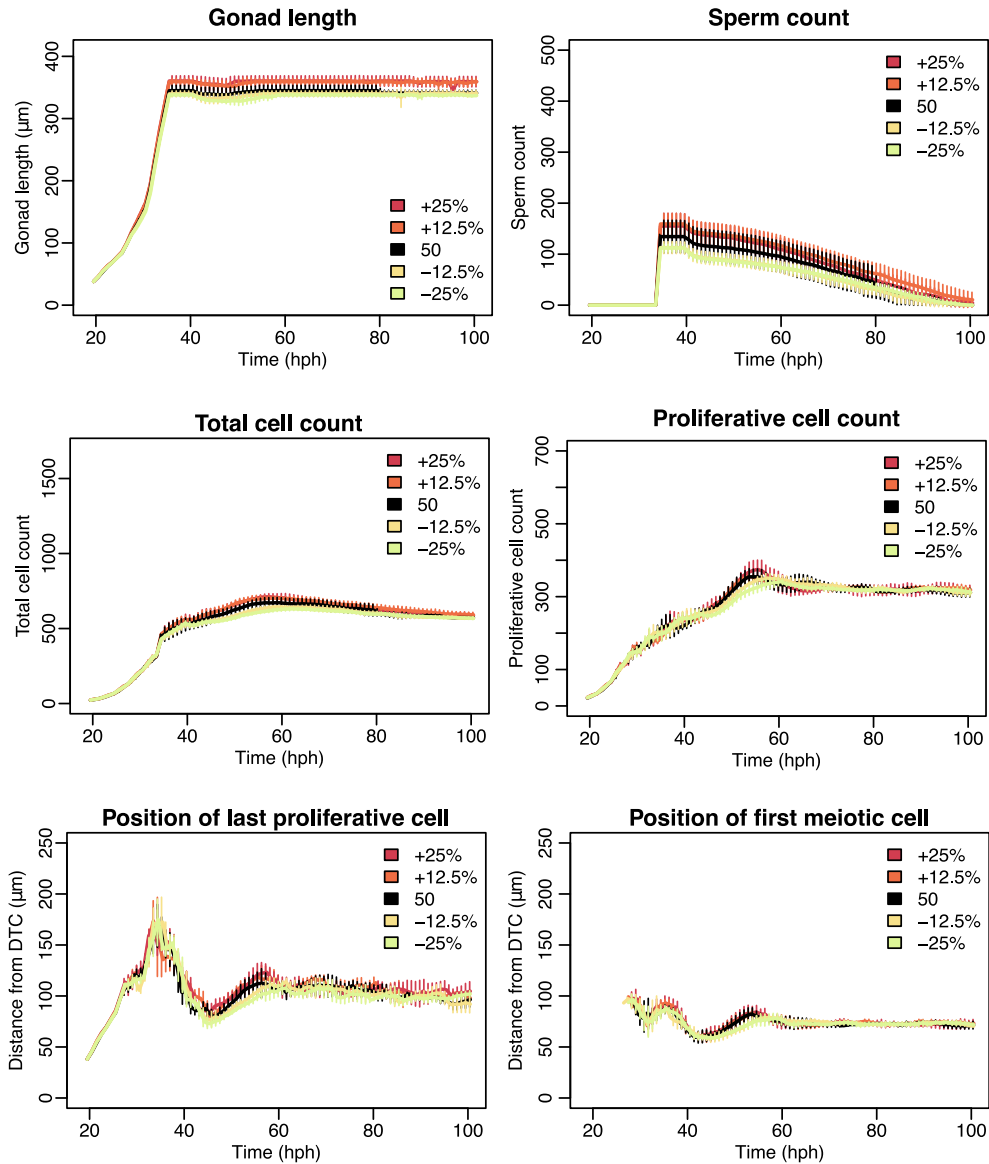 Gonad length
Gonad length (µm)
0 100 200 300 400
20 40 60 80 100
Time (hph)
+25%
+12.5%
50
−12.5%
−25%
Sperm count
Sperm count
0 100 200 300 400 500
20 40 60 80 100
Time (hph)
+25%
+12.5%
50
−12.5%
−25%
Total cell count
Total cell count
0 500 1000 1500
20 40 60 80 100
Time (hph)
+25%
+12.5%
50
−12.5%
−25%
Proliferative cell count
Proliferative cell count
0 100 300 500 700
20 40 60 80 100
Time (hph)
+25%
+12.5%
50
−12.5%
−25%
Position of last proliferative cell
Distance from DTC (µm)
0 50 100 150 200 250
20 40 60 80 100
Time (hph)
+25%
+12.5%
50
−12.5%
−25%
Position of first meiotic cell
Distance from DTC (µm)
0 50 100 150 200 250
20 40 60 80 100
Time (hph)
+25%
+12.5%
50
−12.5%
−25%